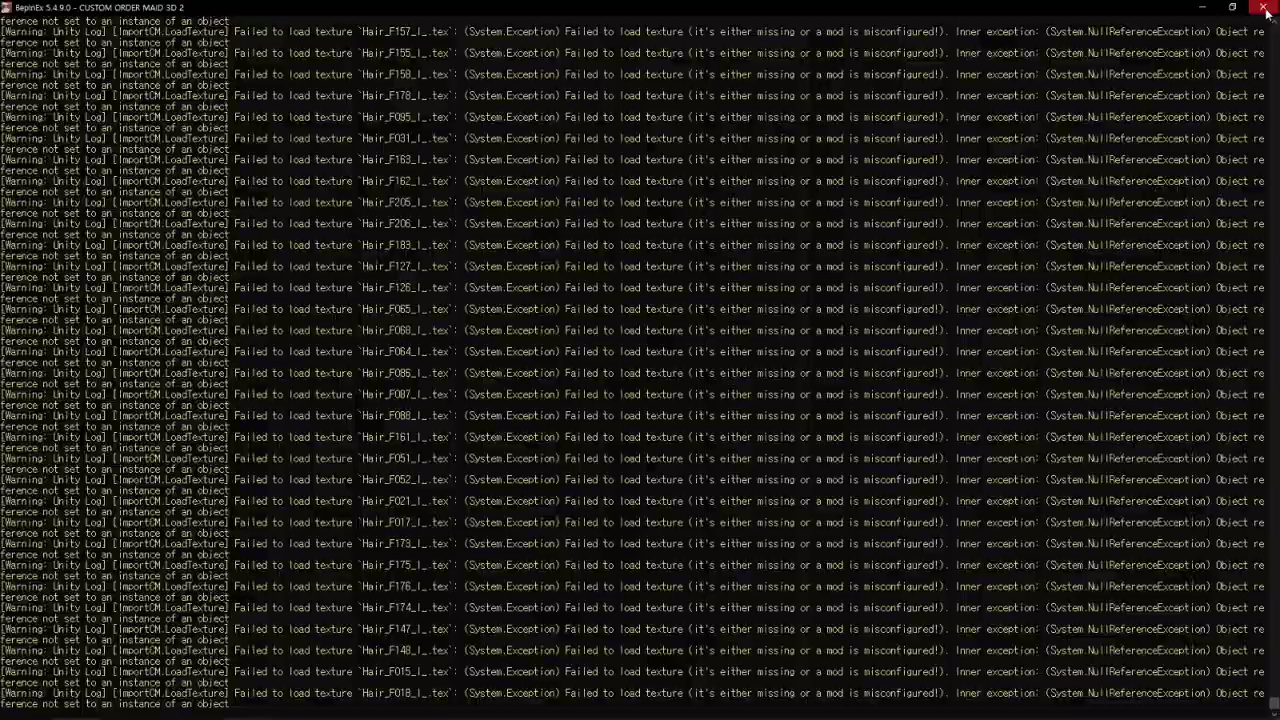 BepInEx 5.4.9.0 - CUSTOM ORDER MAID 3D 2
ference not set to an instance of an object
[Warning: Unity Log] [ImportCM.LoadTexture] Failed to load texture `Hair_F157_I_.tex`: (System.Exception) Failed to load texture (it's either missing or a mod is misconfigured!). Inner exception: (System.NullReferenceException) Object re
ference not set to an instance of an object
[Warning: Unity Log] [ImportCM.LoadTexture] Failed to load texture `Hair_F155_I_.tex`: (System.Exception) Failed to load texture (it's either missing or a mod is misconfigured!). Inner exception: (System.NullReferenceException) Object re
ference not set to an instance of an object
[Warning: Unity Log] [ImportCM.LoadTexture] Failed to load texture `Hair_F158_I_.tex`: (System.Exception) Failed to load texture (it's either missing or a mod is misconfigured!). Inner exception: (System.NullReferenceException) Object re
ference not set to an instance of an object
[Warning: Unity Log] [ImportCM.LoadTexture] Failed to load texture `Hair_F178_I_.tex`: (System.Exception) Failed to load texture (it's either missing or a mod is misconfigured!). Inner exception: (System.NullReferenceException) Object re
ference not set to an instance of an object
[Warning: Unity Log] [ImportCM.LoadTexture] Failed to load texture `Hair_F095_I_.tex`: (System.Exception) Failed to load texture (it's either missing or a mod is misconfigured!). Inner exception: (System.NullReferenceException) Object re
ference not set to an instance of an object
[Warning: Unity Log] [ImportCM.LoadTexture] Failed to load texture `Hair_F031_I_.tex`: (System.Exception) Failed to load texture (it's either missing or a mod is misconfigured!). Inner exception: (System.NullReferenceException) Object re
ference not set to an instance of an object
[Warning: Unity Log] [ImportCM.LoadTexture] Failed to load texture `Hair_F163_I_.tex`: (System.Exception) Failed to load texture (it's either missing or a mod is misconfigured!). Inner exception: (System.NullReferenceException) Object re
ference not set to an instance of an object
[Warning: Unity Log] [ImportCM.LoadTexture] Failed to load texture `Hair_F162_I_.tex`: (System.Exception) Failed to load texture (it's either missing or a mod is misconfigured!). Inner exception: (System.NullReferenceException) Object re
ference not set to an instance of an object
[Warning: Unity Log] [ImportCM.LoadTexture] Failed to load texture `Hair_F205_I_.tex`: (System.Exception) Failed to load texture (it's either missing or a mod is misconfigured!). Inner exception: (System.NullReferenceException) Object re
ference not set to an instance of an object
[Warning: Unity Log] [ImportCM.LoadTexture] Failed to load texture `Hair_F206_I_.tex`: (System.Exception) Failed to load texture (it's either missing or a mod is misconfigured!). Inner exception: (System.NullReferenceException) Object re
ference not set to an instance of an object
[Warning: Unity Log] [ImportCM.LoadTexture] Failed to load texture `Hair_F189_I_.tex`: (System.Exception) Failed to load texture (it's either missing or a mod is misconfigured!). Inner exception: (System.NullReferenceException) Object re
ference not set to an instance of an object
[Warning: Unity Log] [ImportCM.LoadTexture] Failed to load texture `Hair_F127_I_.tex`: (System.Exception) Failed to load texture (it's either missing or a mod is misconfigured!). Inner exception: (System.NullReferenceException) Object re
ference not set to an instance of an object
[Warning: Unity Log] [ImportCM.LoadTexture] Failed to load texture `Hair_F126_I_.tex`: (System.Exception) Failed to load texture (it's either missing or a mod is misconfigured!). Inner exception: (System.NullReferenceException) Object re
ference not set to an instance of an object
[Warning: Unity Log] [ImportCM.LoadTexture] Failed to load texture `Hair_F065_I_.tex`: (System.Exception) Failed to load texture (it's either missing or a mod is misconfigured!). Inner exception: (System.NullReferenceException) Object re
ference not set to an instance of an object
[Warning: Unity Log] [ImportCM.LoadTexture] Failed to load texture `Hair_F068_I_.tex`: (System.Exception) Failed to load texture (it's either missing or a mod is misconfigured!). Inner exception: (System.NullReferenceException) Object re
ference not set to an instance of an object
[Warning: Unity Log] [ImportCM.LoadTexture] Failed to load texture `Hair_F064_I_.tex`: (System.Exception) Failed to load texture (it's either missing or a mod is misconfigured!). Inner exception: (System.NullReferenceException) Object re
ference not set to an instance of an object
[Warning: Unity Log] [ImportCM.LoadTexture] Failed to load texture `Hair_F086_I_.tex`: (System.Exception) Failed to load texture (it's either missing or a mod is misconfigured!). Inner exception: (System.NullReferenceException) Object re
ference not set to an instance of an object
[Warning: Unity Log] [ImportCM.LoadTexture] Failed to load texture `Hair_F087_I_.tex`: (System.Exception) Failed to load texture (it's either missing or a mod is misconfigured!). Inner exception: (System.NullReferenceException) Object re
ference not set to an instance of an object
[Warning: Unity Log] [ImportCM.LoadTexture] Failed to load texture `Hair_F088_I_.tex`: (System.Exception) Failed to load texture (it's either missing or a mod is misconfigured!). Inner exception: (System.NullReferenceException) Object re
ference not set to an instance of an object
[Warning: Unity Log] [ImportCM.LoadTexture] Failed to load texture `Hair_F161_I_.tex`: (System.Exception) Failed to load texture (it's either missing or a mod is misconfigured!). Inner exception: (System.NullReferenceException) Object re
ference not set to an instance of an object
[Warning: Unity Log] [ImportCM.LoadTexture] Failed to load texture `Hair_F051_I_.tex`: (System.Exception) Failed to load texture (it's either missing or a mod is misconfigured!). Inner exception: (System.NullReferenceException) Object re
ference not set to an instance of an object
[Warning: Unity Log] [ImportCM.LoadTexture] Failed to load texture `Hair_F052_I_.tex`: (System.Exception) Failed to load texture (it's either missing or a mod is misconfigured!). Inner exception: (System.NullReferenceException) Object re
ference not set to an instance of an object
[Warning: Unity Log] [ImportCM.LoadTexture] Failed to load texture `Hair_F021_I_.tex`: (System.Exception) Failed to load texture (it's either missing or a mod is misconfigured!). Inner exception: (System.NullReferenceException) Object re
ference not set to an instance of an object
[Warning: Unity Log] [ImportCM.LoadTexture] Failed to load texture `Hair_F017_I_.tex`: (System.Exception) Failed to load texture (it's either missing or a mod is misconfigured!). Inner exception: (System.NullReferenceException) Object re
ference not set to an instance of an object
[Warning: Unity Log] [ImportCM.LoadTexture] Failed to load texture `Hair_F173_I_.tex`: (System.Exception) Failed to load texture (it's either missing or a mod is misconfigured!). Inner exception: (System.NullReferenceException) Object re
ference not set to an instance of an object
[Warning: Unity Log] [ImportCM.LoadTexture] Failed to load texture `Hair_F175_I_.tex`: (System.Exception) Failed to load texture (it's either missing or a mod is misconfigured!). Inner exception: (System.NullReferenceException) Object re
ference not set to an instance of an object
[Warning: Unity Log] [ImportCM.LoadTexture] Failed to load texture `Hair_F176_I_.tex`: (System.Exception) Failed to load texture (it's either missing or a mod is misconfigured!). Inner exception: (System.NullReferenceException) Object re
ference not set to an instance of an object
[Warning: Unity Log] [ImportCM.LoadTexture] Failed to load texture `Hair_F174_I_.tex`: (System.Exception) Failed to load texture (it's either missing or a mod is misconfigured!). Inner exception: (System.NullReferenceException) Object re
ference not set to an instance of an object
[Warning: Unity Log] [ImportCM.LoadTexture] Failed to load texture `Hair_F147_I_.tex`: (System.Exception) Failed to load texture (it's either missing or a mod is misconfigured!). Inner exception: (System.NullReferenceException) Object re
ference not set to an instance of an object
[Warning: Unity Log] [ImportCM.LoadTexture] Failed to load texture `Hair_F148_I_.tex`: (System.Exception) Failed to load texture (it's either missing or a mod is misconfigured!). Inner exception: (System.NullReferenceException) Object re
ference not set to an instance of an object
[Warning: Unity Log] [ImportCM.LoadTexture] Failed to load texture `Hair_F015_I_.tex`: (System.Exception) Failed to load texture (it's either missing or a mod is misconfigured!). Inner exception: (System.NullReferenceException) Object re
ference not set to an instance of an object
[Warning: Unity Log] [ImportCM.LoadTexture] Failed to load texture `Hair_F018_I_.tex`: (System.Exception) Failed to load texture (it's either missing or a mod is misconfigured!). Inner exception: (System.NullReferenceException) Object re
ference not set to an instance of an object